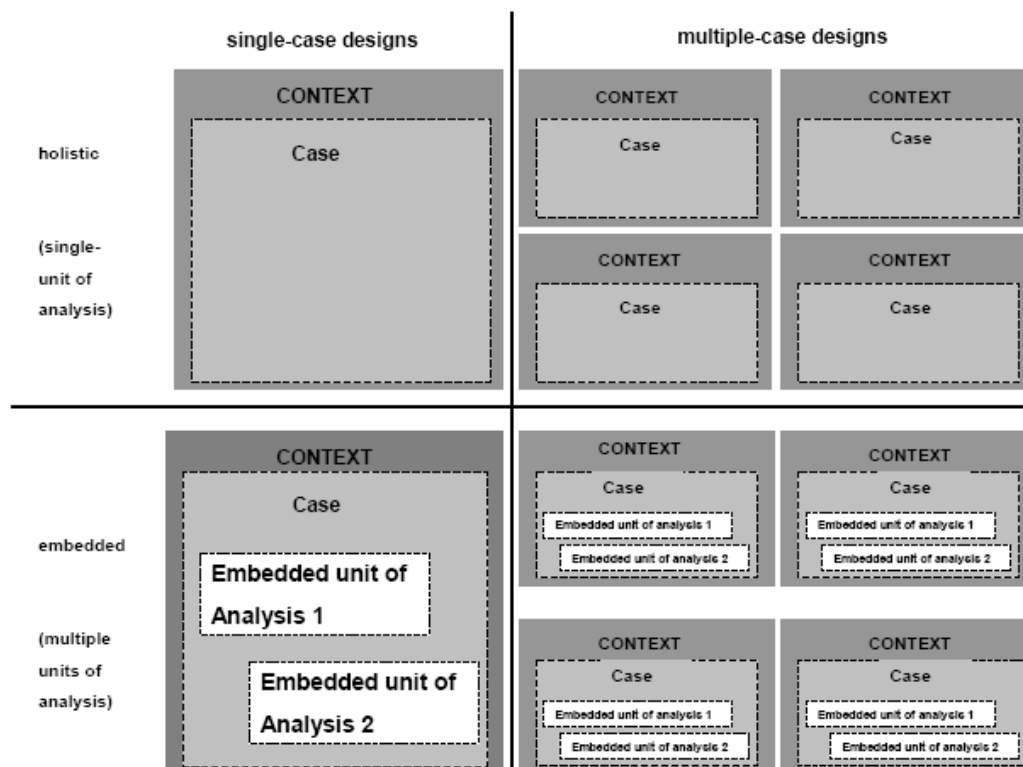 single-case designs
multiple-case designs
holistic
(single-
unit of
analysis)
CONTEXT
Case
CONTEXT
Case
CONTEXT
Case
CONTEXT
Case
CONTEXT
Case
embedded
(multiple
units of
analysis)
CONTEXT
Case
Embedded unit of
Analysis 1
Embedded unit of
Analysis 2
CONTEXT
Case
Embedded unit of analysis 1
Embedded unit of analysis 2
CONTEXT
Case
Embedded unit of analysis 1
Embedded unit of analysis 2
CONTEXT
Case
Embedded unit of analysis 1
Embedded unit of analysis 2
CONTEXT
Case
Embedded unit of analysis 1
Embedded unit of analysis 2